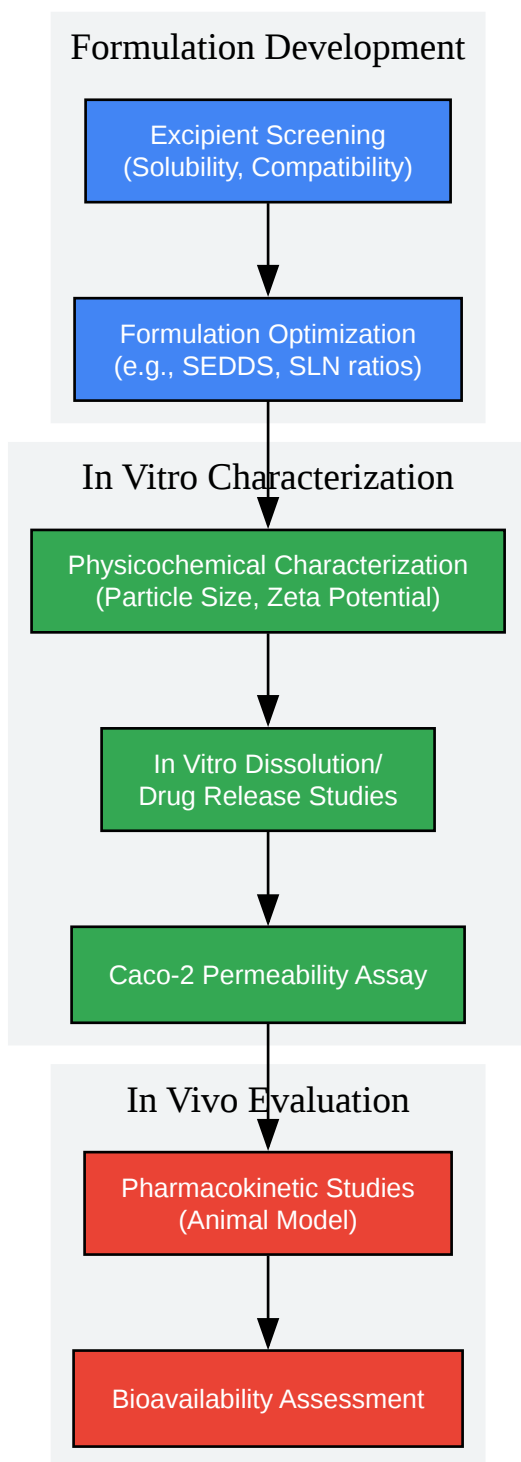 Formulation Development
Excipient Screening
(Solubility, Compatibility)
Formulation Optimization
(e.g., SEDDS, SLN ratios)
In Vitro Characterization
Physicochemical Characterization
(Particle Size, Zeta Potential)
In Vitro Dissolution/
Drug Release Studies
Caco-2 Permeability Assay
In Vivo Evaluation
Pharmacokinetic Studies
(Animal Model)
Bioavailability Assessment